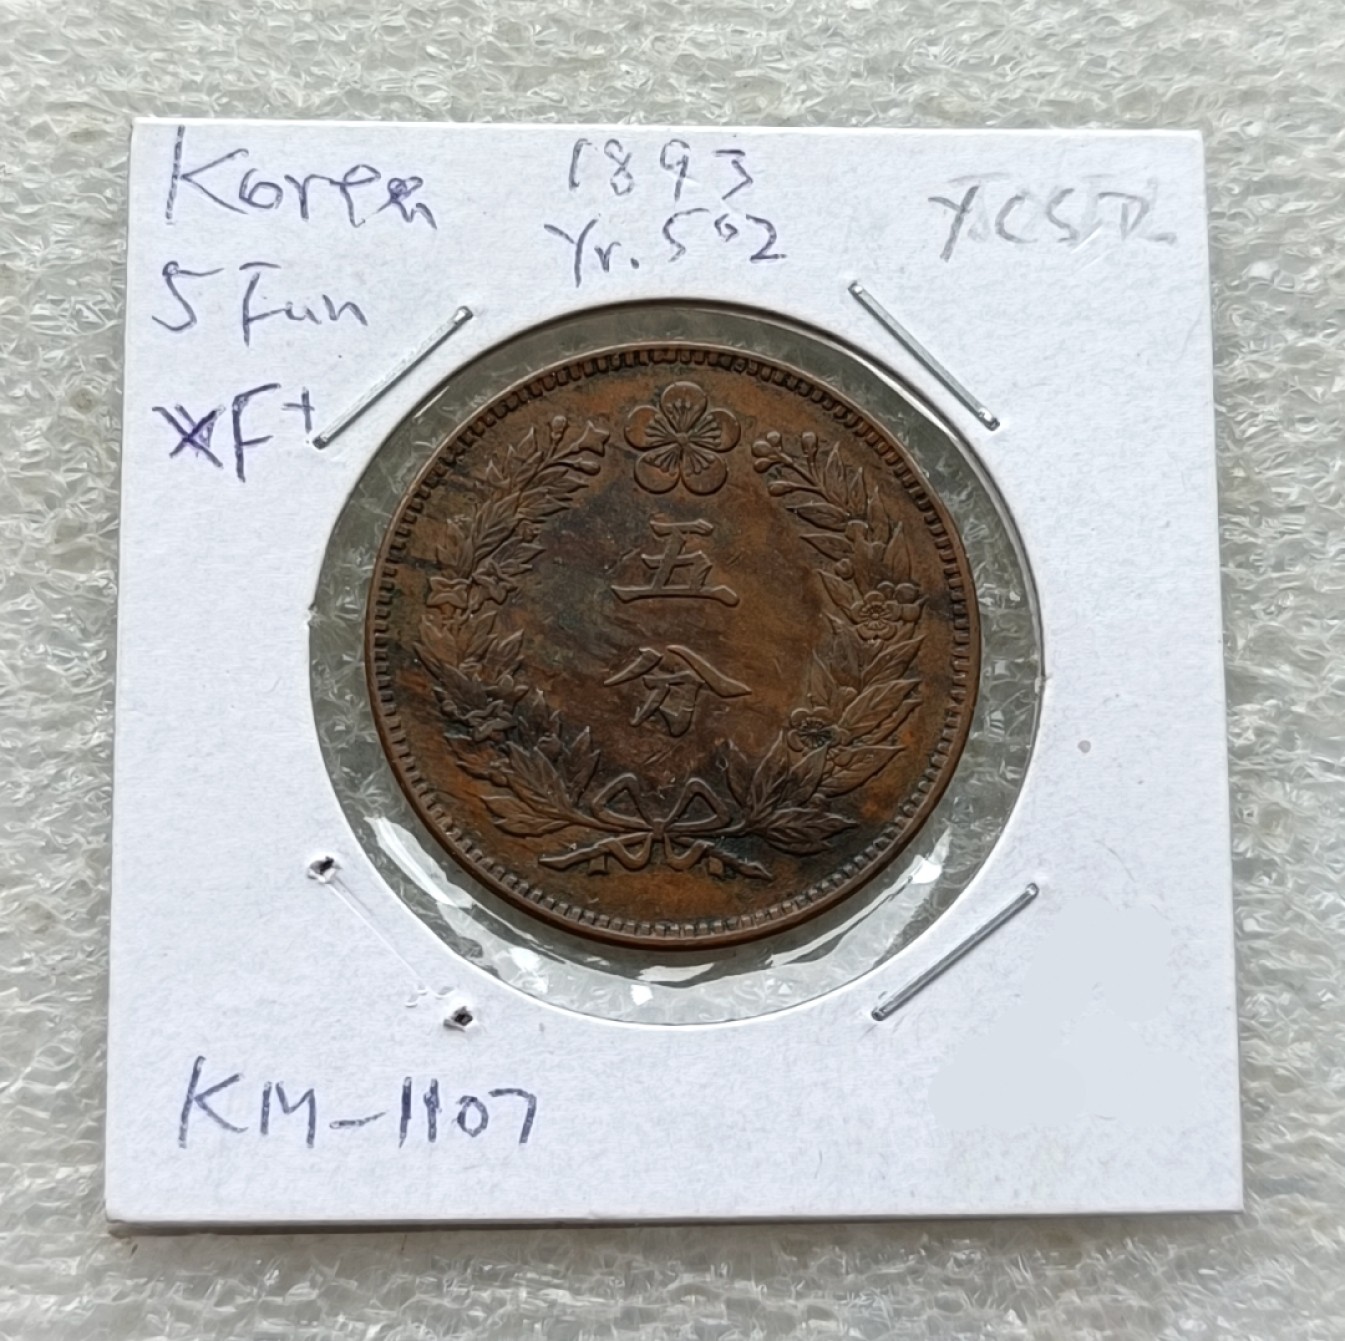 Korea
1893
Yr. 502
5 Fun
XF+
五
分
KM-1107